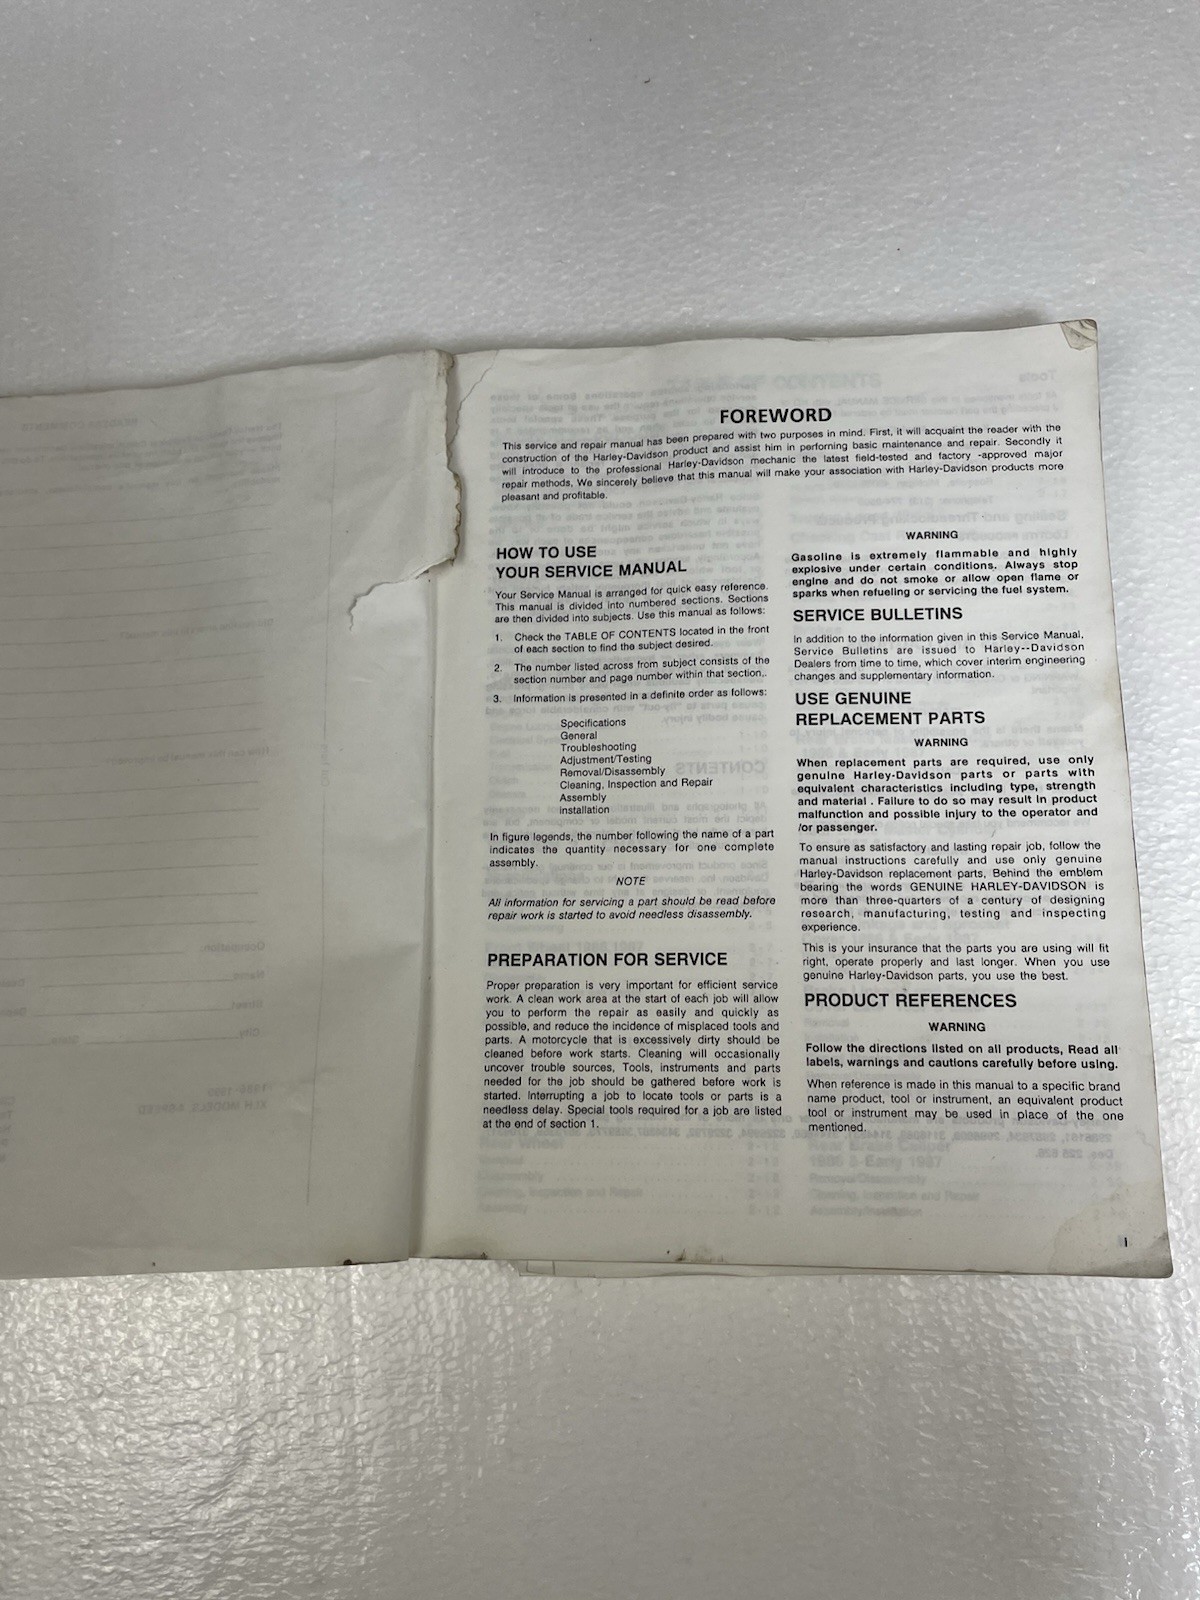 FOREWORD
This service and repair manual has been prepared with two purposes in mind. First, it will acquaint the reader with the
construction of the Harley-Davidson product and assist him in perforning basic maintenance and repair. Secondly it
will introduce to the professional Harley-Davidson mechanic the latest field-tested and factory -approved major
repair methods, We sincerely believe that this manual will make your association with Harley-Davidson products more
pleasant and profitable.
HOW TO USE
YOUR SERVICE MANUAL
Your Service Manual is arranged for quick easy reference.
This manual is divided into numbered sections. Sections
are then divided into subjects. Use this manual as follows:
1. Check the TABLE OF CONTENTS located in the front
of each section to find the subject desired.
2. The number listed across from subject consists of the
section number and page number within that section,.
3. Information is presented in a definite order as follows:
Specifications
General
Troubleshooting
Adjustment/Testing
Removal/Disassembly
Cleaning, Inspection and Repair
Assembly
installation
In figure legends, the number following the name of a part
indicates the quantity necessary for one complete
assembly.
NOTE
All information for servicing a part should be read before
repair work is started to avoid needless disassembly.
PREPARATION FOR SERVICE
Proper preparation is very important for efficient service
work. A clean work area at the start of each job will allow
you to perform the repair as easily and quickly as
possible, and reduce the incidence of misplaced tools and
parts. A motorcycle that is excessively dirty should be
cleaned before work starts. Cleaning will occasionally
uncover trouble sources, Tools, instruments and parts
needed for the job should be gathered before work is
started. Interrupting a job to locate tools or parts is a
needless delay. Special tools required for a job are listed
at the end of section 1.
WARNING
Gasoline is extremely flammable and highly
explosive under certain conditions. Always stop
engine and do not smoke or allow open flame or
sparks when refueling or servicing the fuel system.
SERVICE BULLETINS
In addition to the information given in this Service Manual,
Service Bulletins are issued to Harley--Davidson
Dealers from time to time, which cover interim engineering
changes and supplementary information.
USE GENUINE
REPLACEMENT PARTS
WARNING
When replacement parts are required, use only
genuine Harley-Davidson parts or parts with
equivalent characteristics including type, strength
and material . Failure to do so may result in product
malfunction and possible injury to the operator and
/or passenger.
To ensure as satisfactory and lasting repair job, follow the
manual instructions carefully and use only genuine
Harley-Davidson replacement parts, Behind the emblem
bearing the words GENUINE HARLEY-DAVIDSON is
more than three-quarters of a century of designing
research, manufacturing, testing and inspecting
experience.
This is your insurance that the parts you are using will fit
right, operate properly and last longer. When you use
genuine Harley-Davidson parts, you use the best.
PRODUCT REFERENCES
WARNING
Follow the directions listed on all products, Read all
labels, warnings and cautions carefully before using.
When reference is made in this manual to a specific brand
name product, tool or instrument, an equivalent product
tool or instrument may be used in place of the one
mentioned.
I